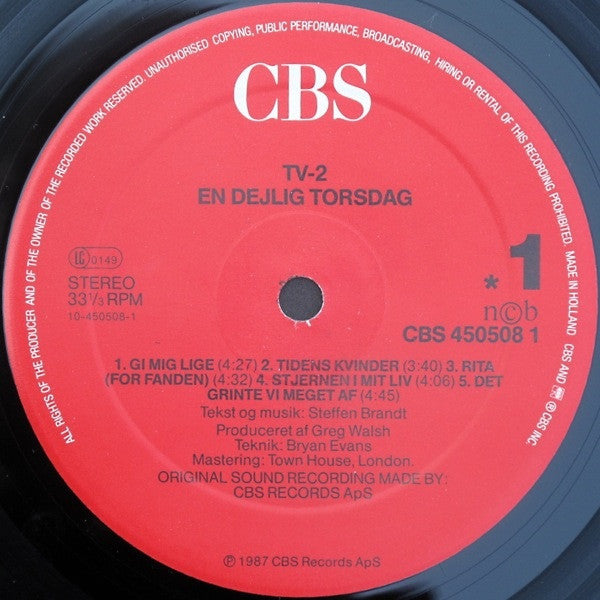 ALL RIGHTS OF THE PRODUCER AND OF THE OWNER OF THE RECORDED WORK RESERVED. UNAUTHORISED COPYING, PUBLIC PERFORMANCE, BROADCASTING, HIRING OR RENTAL OF THIS RECORDING PROHIBITED. MADE IN HOLLAND CBS AND ® CBS INC.
CBS
TV-2
EN DEJLIG TORSDAG
LC 0149
STEREO
33 1/3 RPM
10-450508-1
* 1
n©b
CBS 450508 1
1. GI MIG LIGE (4:27) 2. TIDENS KVINDER (3:40) 3. RITA
(FOR FANDEN) (4:32) 4. STJERNEN I MIT LIV (4:06) 5. DET
GRINTE VI MEGET AF (4:45)
Tekst og musik: Steffen Brandt
Produceret af Greg Walsh
Teknik: Bryan Evans
Mastering: Town House, London.
ORIGINAL SOUND RECORDING MADE BY:
CBS RECORDS ApS
℗ 1987 CBS Records ApS